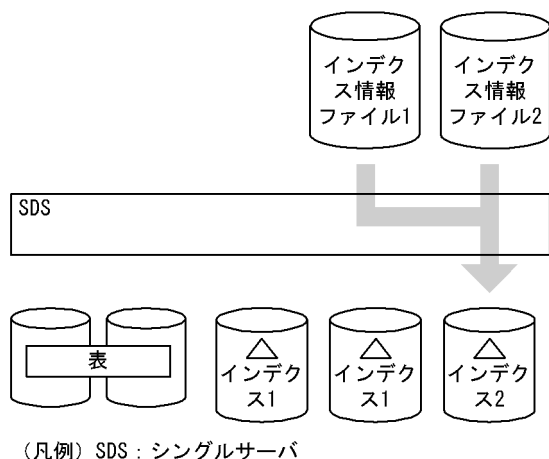 インデク
ス情報
ファイル1
インデク
ス情報
ファイル2
SDS
表
インデク
ス1
インデク
ス1
インデク
ス2
（凡例）SDS：シングルサーバ